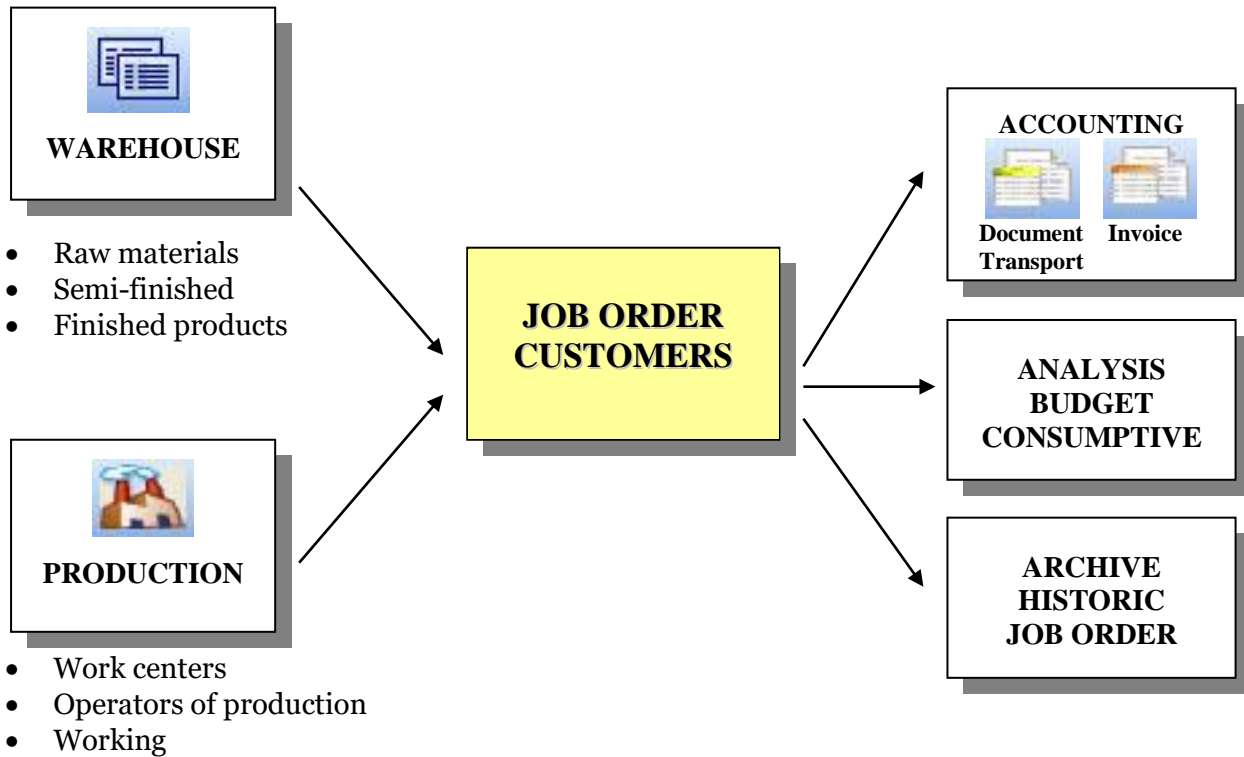 WAREHOUSE
• Raw materials
• Semi-finished
• Finished products
PRODUCTION
• Work centers
• Operators of production
• Working
JOB ORDER
CUSTOMERS
ACCOUNTING
Document Invoice
Transport
ANALYSIS
BUDGET
CONSUMPTIVE
ARCHIVE
HISTORIC
JOB ORDER